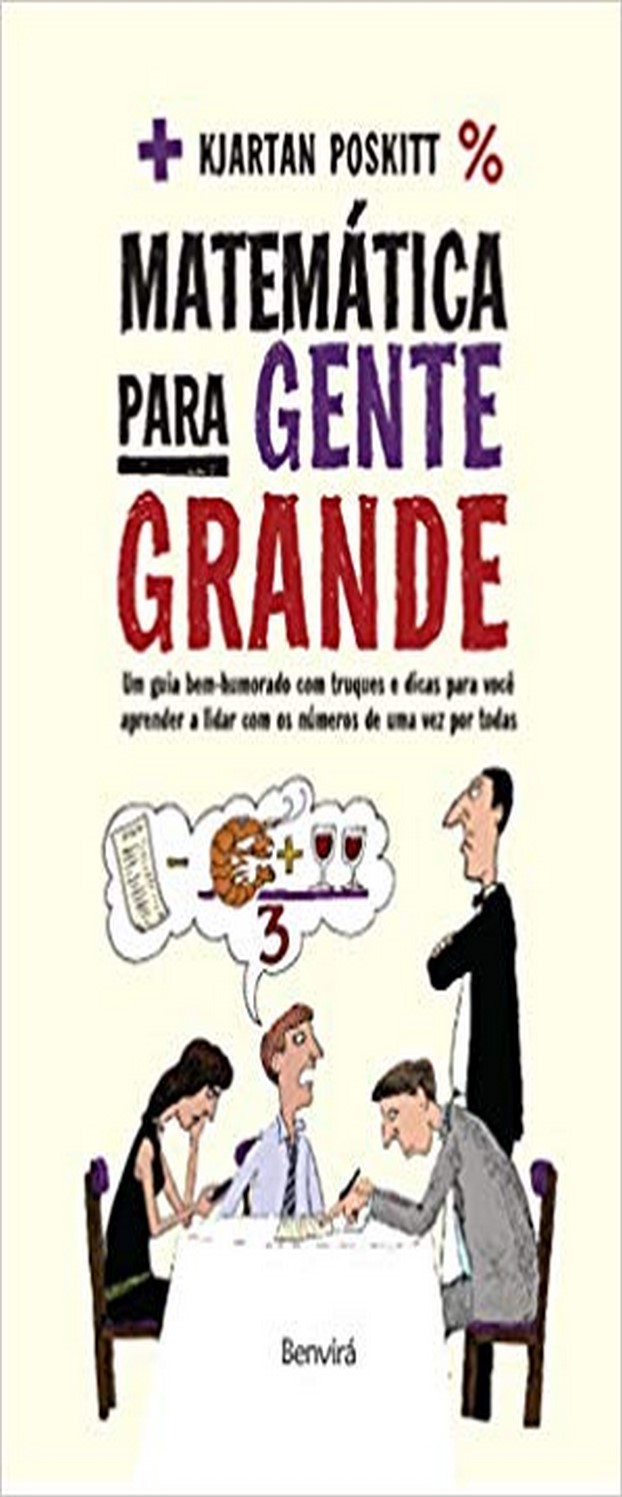 + KJARTAN POSKITT %
MATEMÁTICA
PARA GENTE
GRANDE
Um guia bem-humorado com truques e dicas para você
aprender a lidar com os números de uma vez por todas
- +
3
Benvirá